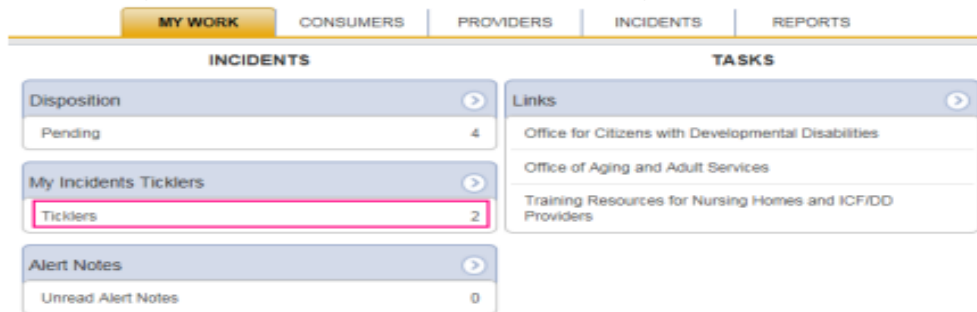 MY WORK CONSUMERS PROVIDERS INCIDENTS REPORTS
INCIDENTS
Disposition
Pending 4
My Incidents Ticklers
Ticklers 2
Alert Notes
Unread Alert Notes 0
TASKS
Links
Office for Citizens with Developmental Disabilities
Office of Aging and Adult Services
Training Resources for Nursing Homes and ICF/DD
Providers